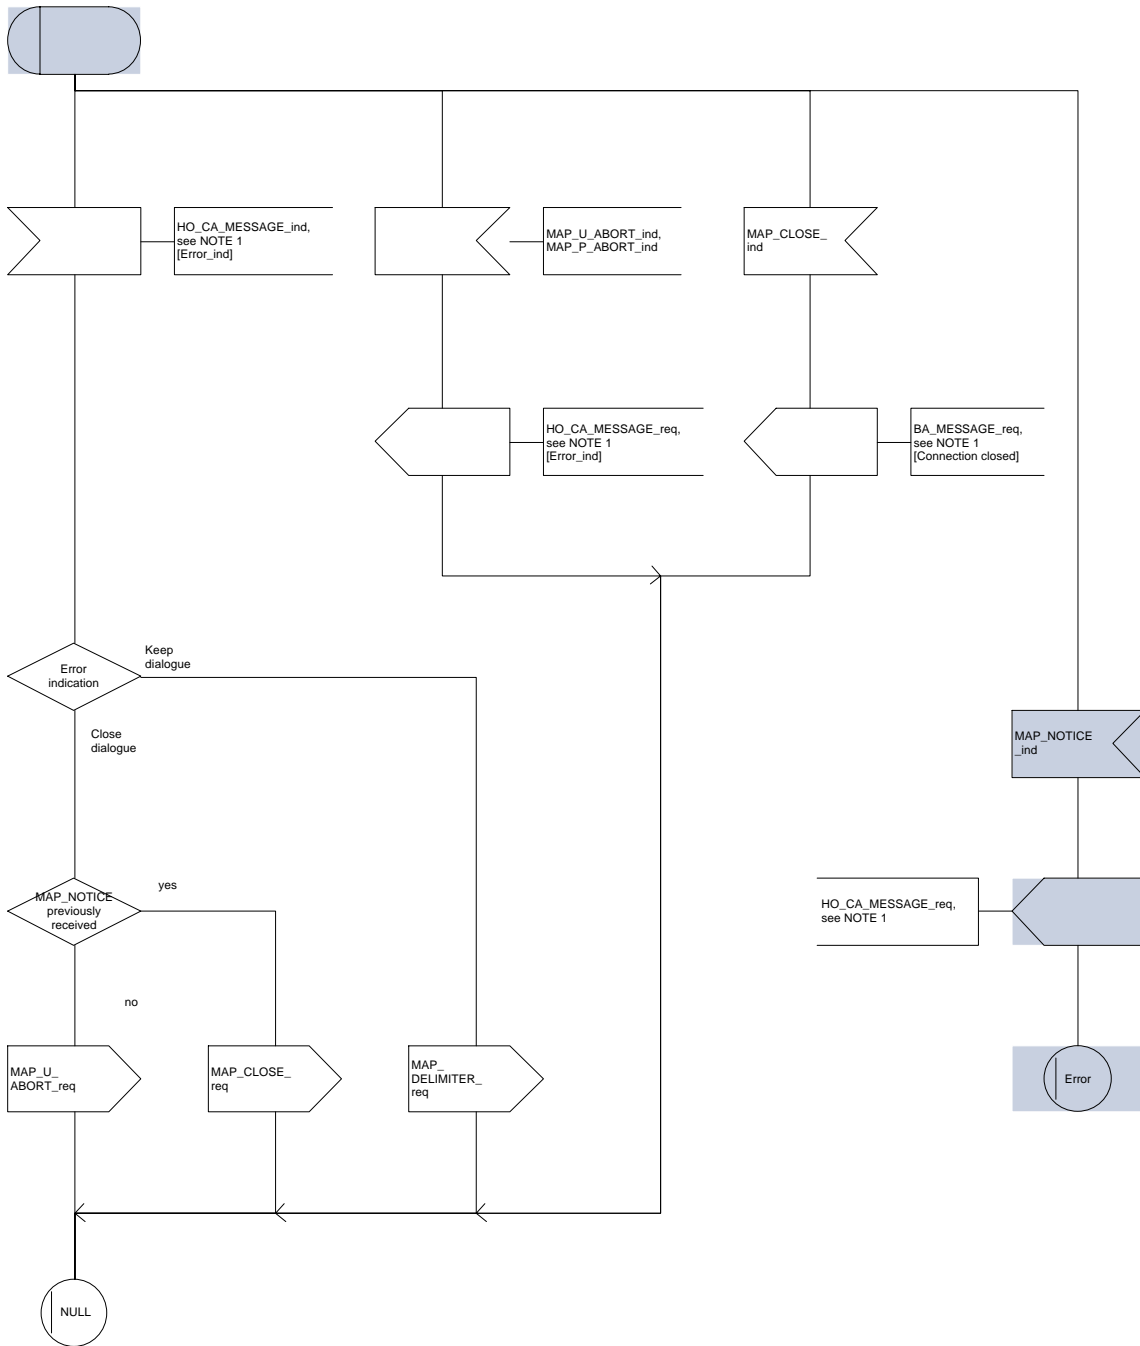 HO_CA_MESSAGE_ind,
see NOTE 1
[Error_ind]
MAP_U_ABORT_ind,
MAP_P_ABORT_ind
MAP_CLOSE_
ind
HO_CA_MESSAGE_req,
see NOTE 1
[Error_ind]
BA_MESSAGE_req,
see NOTE 1
[Connection closed]
Error
indication
Keep
dialogue
Close
dialogue
MAP_NOTICE
_ind
MAP_NOTICE
previously
received
yes
HO_CA_MESSAGE_req,
see NOTE 1
no
MAP_U_
ABORT_req
MAP_CLOSE_
req
MAP_
DELIMITER_
req
Error
NULL